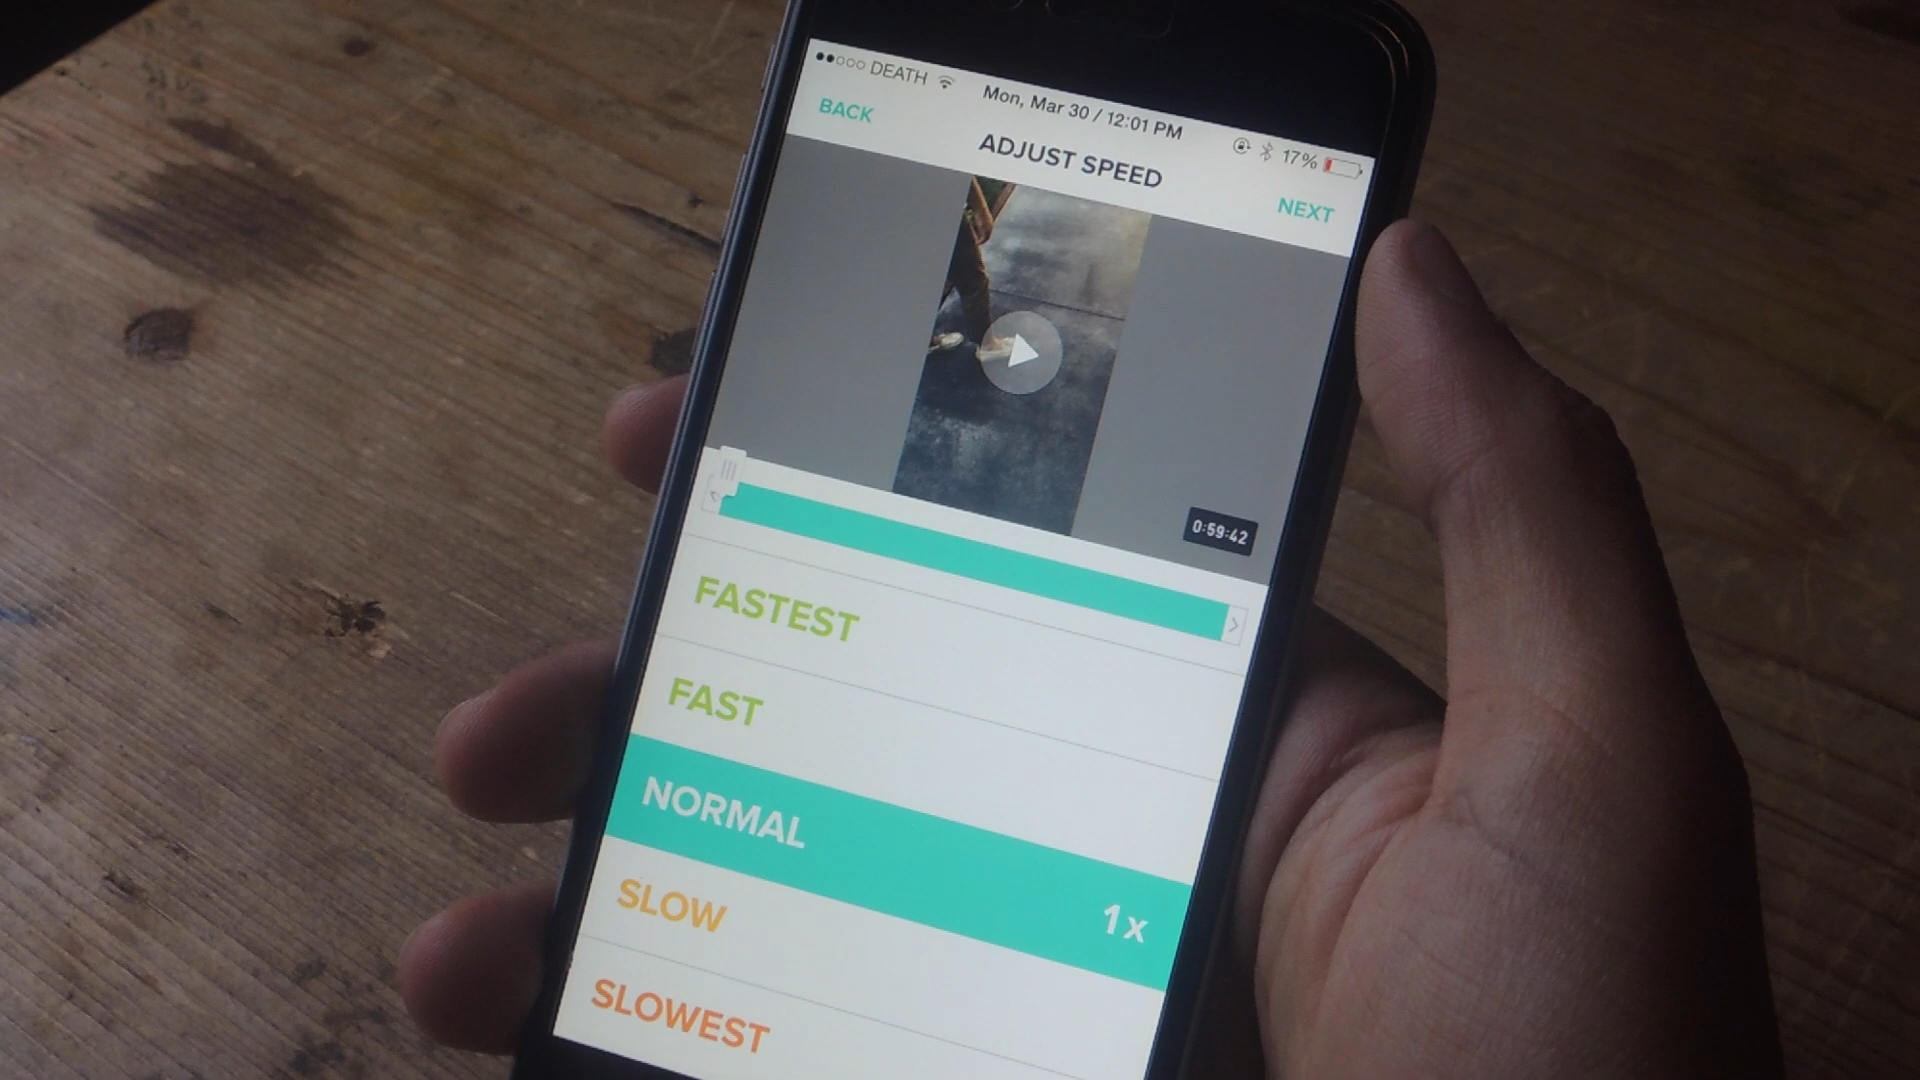 DEATH Mon, Mar 30 / 12:01 PM 17%
BACK ADJUST SPEED NEXT
0:59:42
FASTEST
FAST
NORMAL 1x
SLOW
SLOWEST